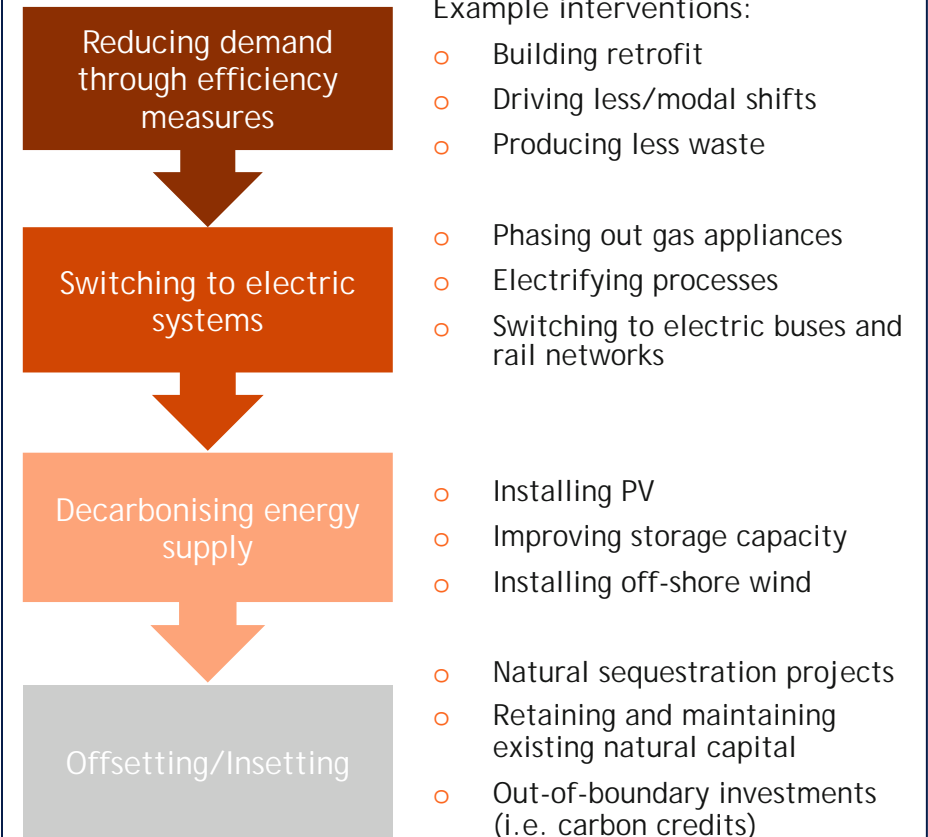 Example interventions:
Reducing demand
through efficiency
measures
o Building retrofit
o Driving less/modal shifts
o Producing less waste
Switching to electric
systems
o Phasing out gas appliances
o Electrifying processes
o Switching to electric buses and
rail networks
Decarbonising energy
supply
o Installing PV
o Improving storage capacity
o Installing off-shore wind
Offsetting/Insetting
o Natural sequestration projects
o Retaining and maintaining
existing natural capital
o Out-of-boundary investments
(i.e. carbon credits)